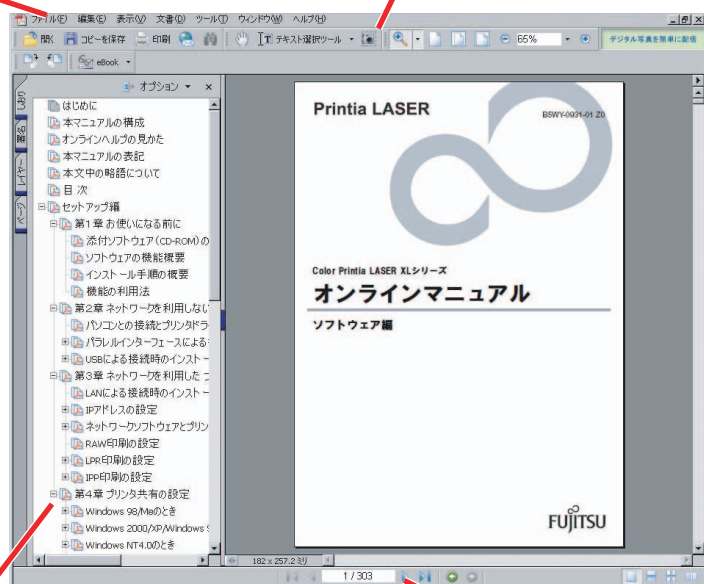 ファイル(F) 編集(E) 表示(V) 文書(D) ツール(T) ウィンドウ(W) ヘルプ(H)
開く コピーを保存 印刷 テキスト選択ツール 65% デジタル写真を簡単に配信
eBook
オプション
しおり
署名
レイヤー
ページ
はじめに
本マニュアルの構成
オンラインヘルプの見かた
本マニュアルの表記
本文中の略語について
目 次
セットアップ編
第1章 お使いになる前に
添付ソフトウェア(CD-ROM)の
ソフトウェアの機能概要
インストール手順の概要
機能の利用法
第2章 ネットワークを利用しない
パソコンとの接続とプリンタドラ
パラレルインターフェースによる
USBによる接続時のインストー
第3章 ネットワークを利用した
LANによる接続時のインストー
IPアドレスの設定
ネットワークソフトウェアとプリン
RAW印刷の設定
LPR印刷の設定
IPP印刷の設定
第4章 プリンタ共有の設定
Windows 98/Meのとき
Windows 2000/XP/Windows
Windows NT4.0のとき
Printia LASER
B5WY-0931-01 Z0
Color Printia LASER XLシリーズ
オンラインマニュアル
ソフトウェア編
FUJITSU
182 x 257.2 ミリ
1 / 303